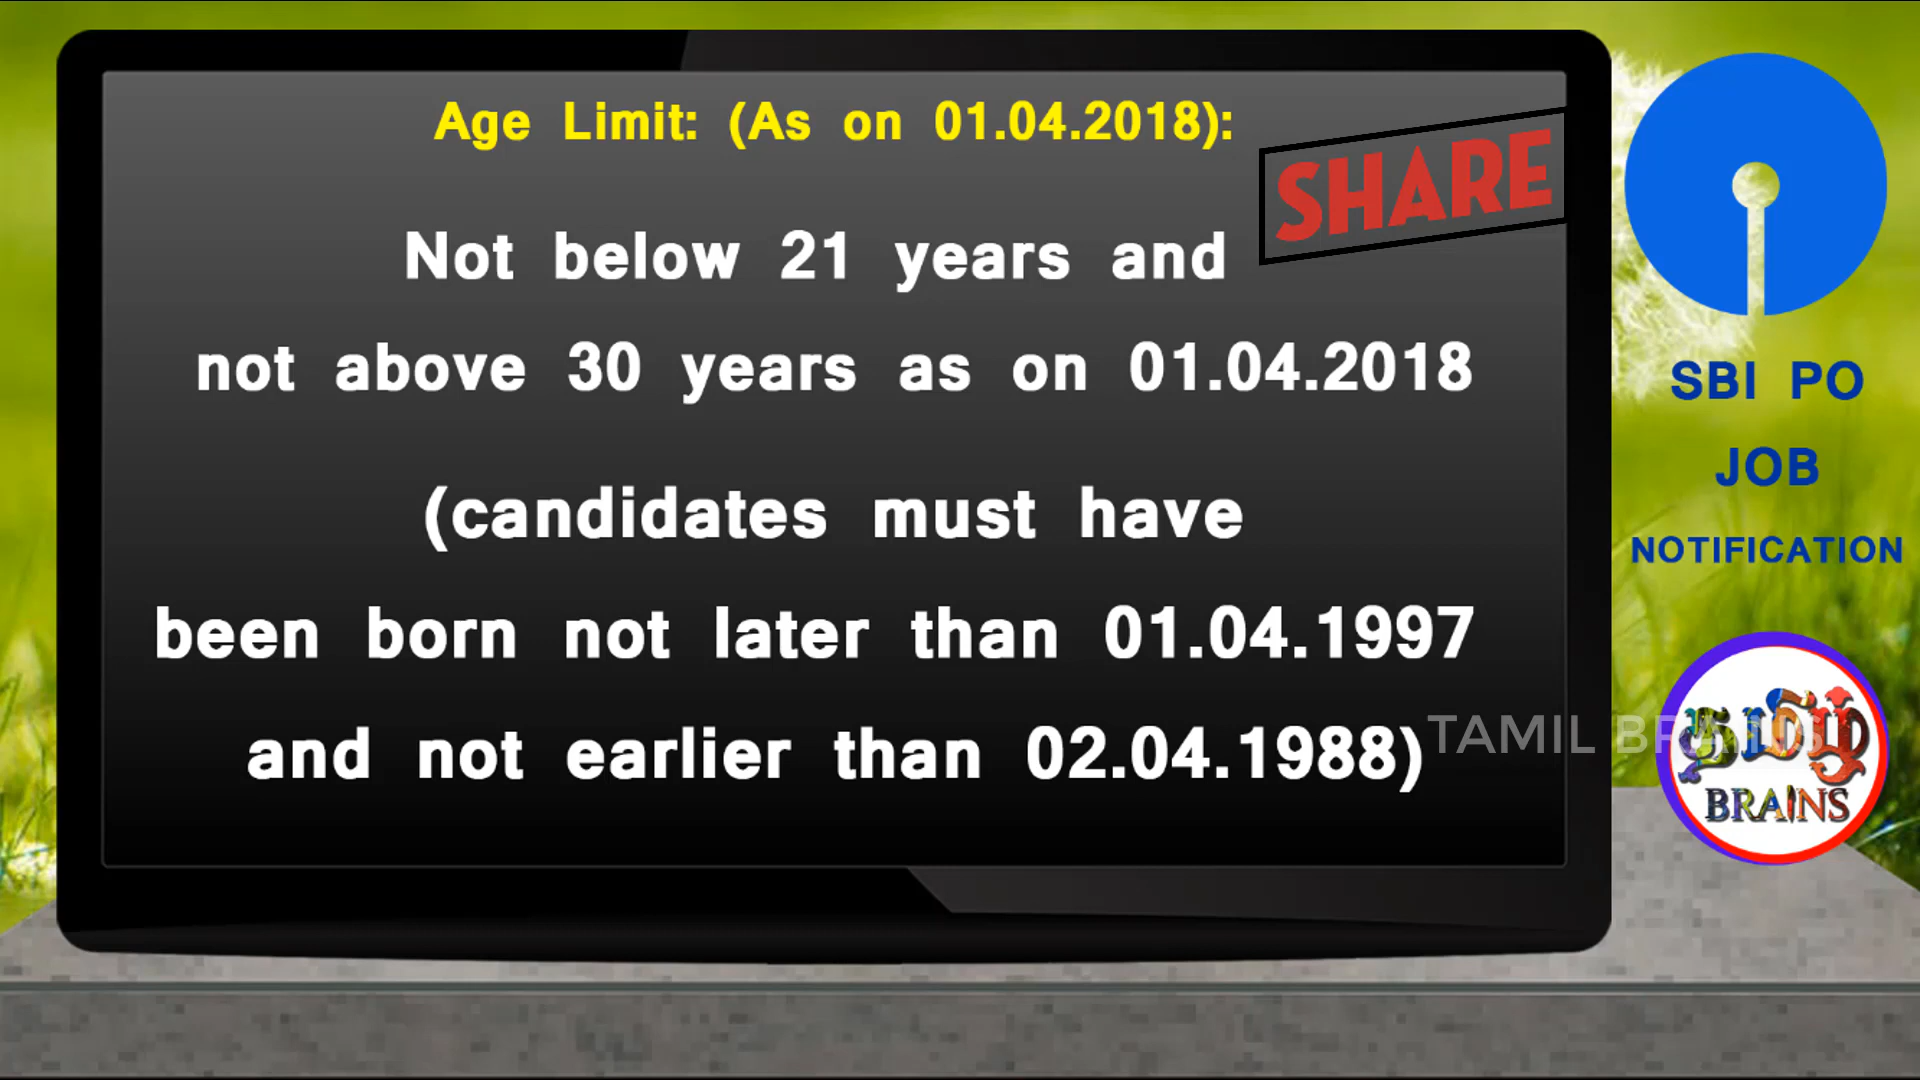 Age Limit: (As on 01.04.2018):
SHARE
Not below 21 years and
not above 30 years as on 01.04.2018
(candidates must have
been born not later than 01.04.1997
and not earlier than 02.04.1988)
SBI PO
JOB
NOTIFICATION
TAMIL BRAINS
தமிழ்
BRAINS